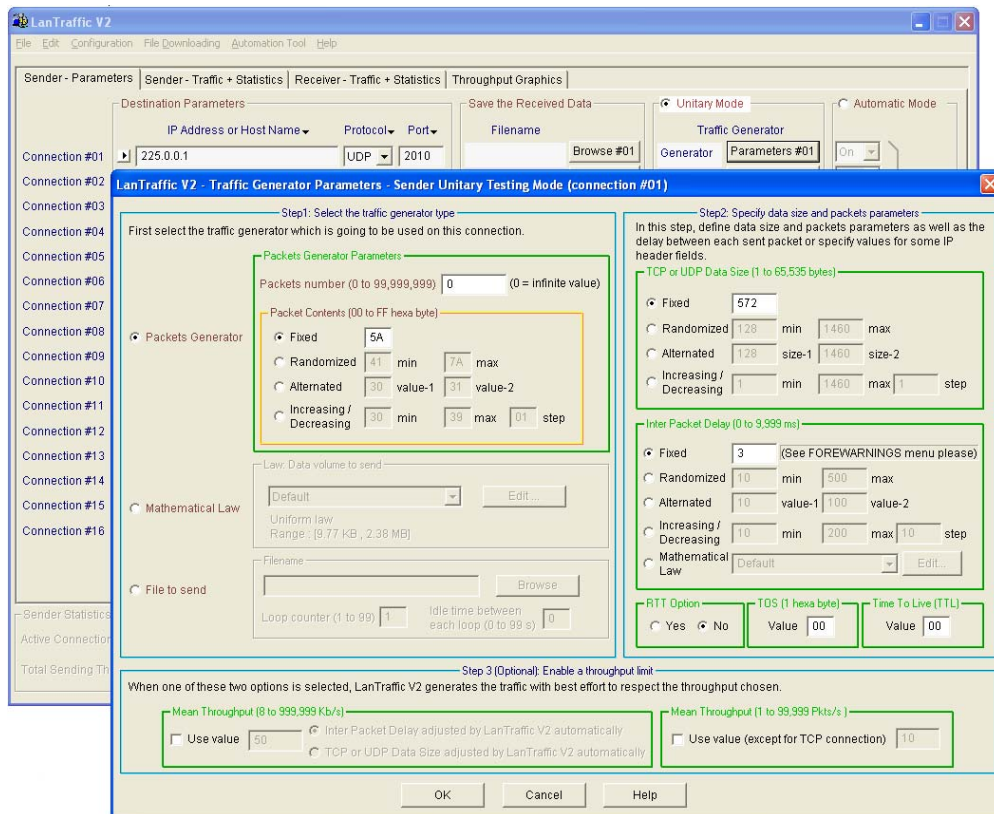 LanTraffic V2
File Edit Configuration File Downloading Automation Tool Help
Sender - Parameters Sender - Traffic + Statistics Receiver - Traffic + Statistics Throughput Graphics
Destination Parameters Save the Received Data Unitary Mode Automatic Mode
IP Address or Host Name Protocol Port Filename Traffic Generator
Connection #01 225.0.0.1 UDP 2010 Browse #01 Generator Parameters #01 On
Connection #02
Connection #03
Connection #04
Connection #05
Connection #06
Connection #07
Connection #08
Connection #09
Connection #10
Connection #11
Connection #12
Connection #13
Connection #14
Connection #15
Connection #16
Sender Statistics
Active Connection
Total Sending Th
LanTraffic V2 - Traffic Generator Parameters - Sender Unitary Testing Mode (connection #01)
Step1: Select the traffic generator type
First select the traffic generator which is going to be used on this connection.
Packets Generator
Packets Generator Parameters
Packets number (0 to 99,999,999) 0 (0 = infinite value)
Packet Contents (00 to FF hexa byte)
Fixed 5A
Randomized 41 min 7A max
Alternated 30 value-1 31 value-2
Increasing / Decreasing 30 min 39 max 01 step
Mathematical Law
Law: Data volume to send
Default Edit...
Uniform law
Range : [9.77 KB , 2.38 MB]
File to send
Filename
Browse
Loop counter (1 to 99) 1 Idle time between each loop (0 to 99 s) 0
Step2: Specify data size and packets parameters
In this step, define data size and packets parameters as well as the
delay between each sent packet or specify values for some IP
header fields.
TCP or UDP Data Size (1 to 65,535 bytes)
Fixed 572
Randomized 128 min 1460 max
Alternated 128 size-1 1460 size-2
Increasing / Decreasing 1 min 1460 max 1 step
Inter Packet Delay (0 to 9,999 ms)
Fixed 3 (See FOREWARNINGS menu please)
Randomized 10 min 500 max
Alternated 10 value-1 100 value-2
Increasing / Decreasing 10 min 200 max 10 step
Mathematical Law Default Edit...
RTT Option TOS (1 hexa byte) Time To Live (TTL)
Yes No Value 00 Value 00
Step 3 (Optional): Enable a throughput limit
When one of these two options is selected, LanTraffic V2 generates the traffic with best effort to respect the throughput chosen.
Mean Throughput (8 to 999,999 Kb/s)
Use value 50 Inter Packet Delay adjusted by LanTraffic V2 automatically
TCP or UDP Data Size adjusted by LanTraffic V2 automatically
Mean Throughput (1 to 99,999 Pkts/s )
Use value (except for TCP connection) 10
OK Cancel Help